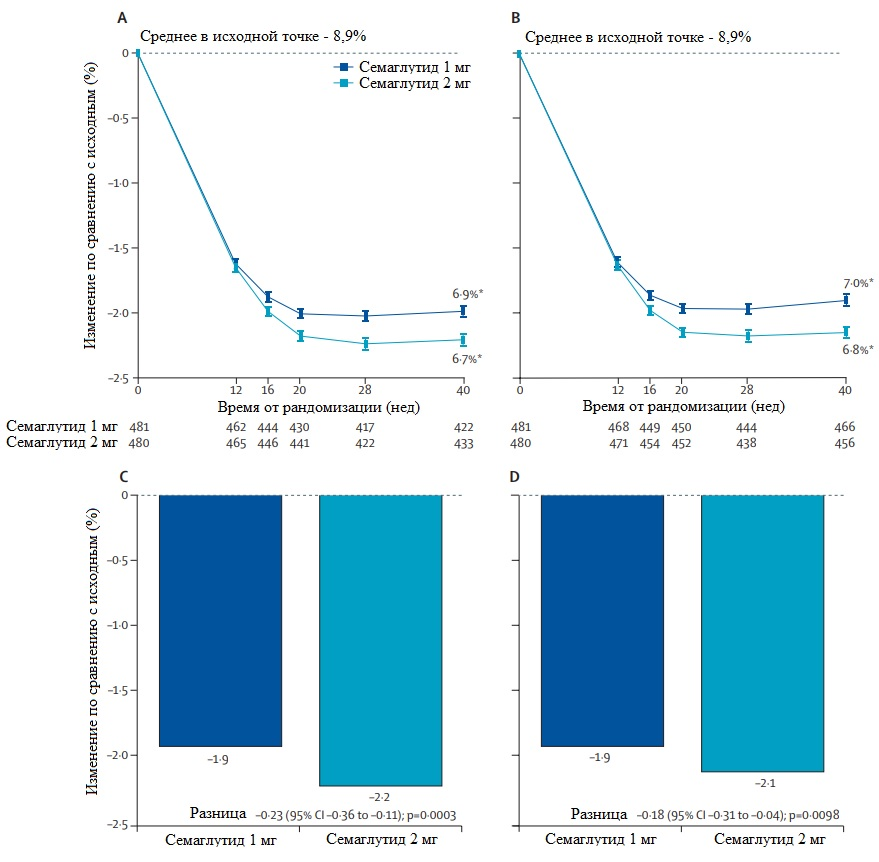 A
Среднее в исходной точке - 8,9%
Изменение по сравнению с исходным (%)
0
–0·5
–1·0
–1·5
–2·0
–2·5
Семаглутид 1 мг
Семаглутид 2 мг
6·9%*
6·7%*
0 12 16 20 28 40
Время от рандомизации (нед)
B
Среднее в исходной точке - 8,9%
7·0%*
6·8%*
0 12 16 20 28 40
Время от рандомизации (нед)
Семаглутид 1 мг 481 462 444 430 417 422 481 468 449 450 444 466
Семаглутид 2 мг 480 465 446 441 422 433 480 471 454 452 438 456
C
Изменение по сравнению с исходным (%)
0
–0·5
–1·0
–1·5
–2·0
–2·5
–1·9
–2·2
Разница –0·23 (95% CI –0·36 to –0·11); p=0·0003
Семаглутид 1 мг Семаглутид 2 мг
D
–1·9
–2·1
Разница –0·18 (95% CI –0·31 to –0·04); p=0·0098
Семаглутид 1 мг Семаглутид 2 мг